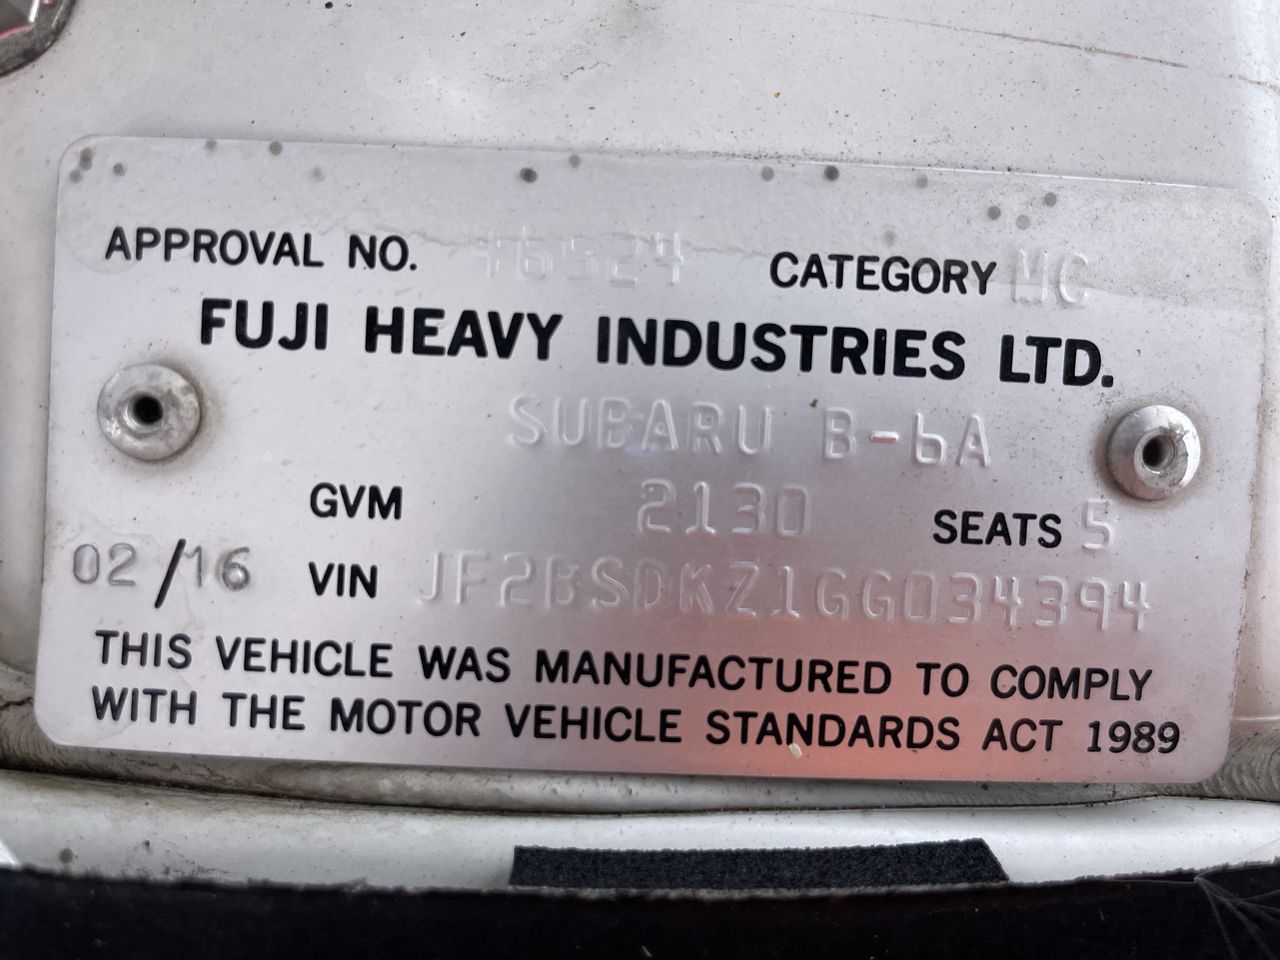 APPROVAL NO. 46924 CATEGORY MC
FUJI HEAVY INDUSTRIES LTD.
SUBARU B-6A
GVM 2130 SEATS 5
02/16 VIN JF2BSDKZ1GG034394
THIS VEHICLE WAS MANUFACTURED TO COMPLY
WITH THE MOTOR VEHICLE STANDARDS ACT 1989